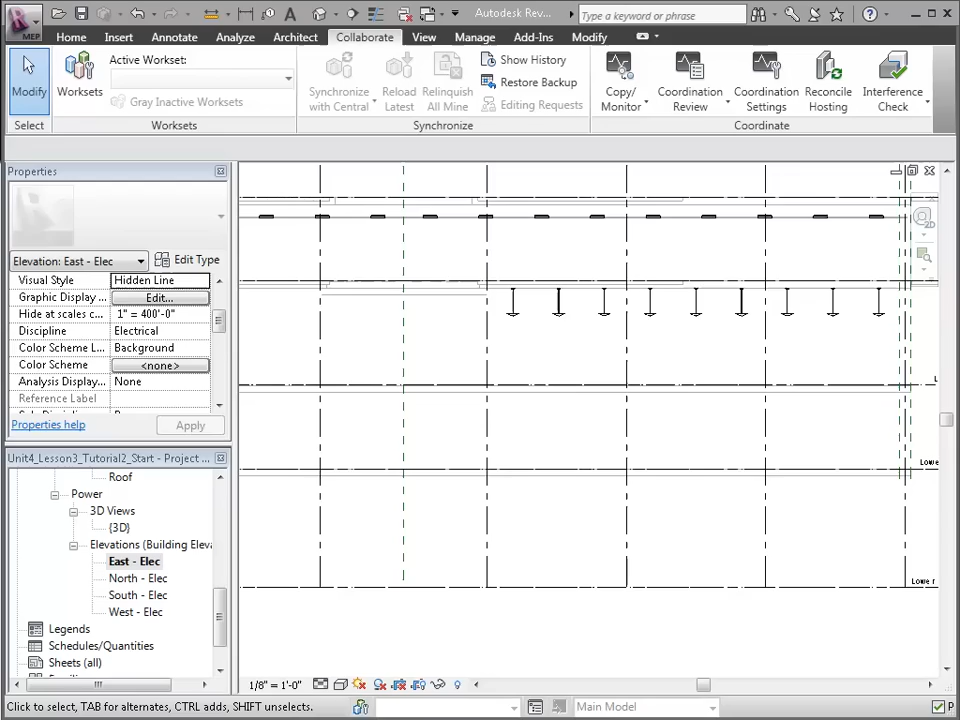 Autodesk Rev...
Type a keyword or phrase
MEP
Home Insert Annotate Analyze Architect Collaborate View Manage Add-Ins Modify
Modify
Worksets
Active Workset:
Gray Inactive Worksets
Synchronize with Central
Reload Latest
Relinquish All Mine
Show History
Restore Backup
Editing Requests
Copy/ Monitor
Coordination Review
Coordination Settings
Reconcile Hosting
Interference Check
Select
Worksets
Synchronize
Coordinate
Properties
Elevation: East - Elec
Edit Type
Visual Style Hidden Line
Graphic Display ... Edit...
Hide at scales c... 1" = 400'-0"
Discipline Electrical
Color Scheme L... Background
Color Scheme <none>
Analysis Display... None
Reference Label
Properties help
Apply
Unit4_Lesson3_Tutorial2_Start - Project ...
Roof
Power
3D Views
{3D}
Elevations (Building Eleva
East - Elec
North - Elec
South - Elec
West - Elec
Legends
Schedules/Quantities
Sheets (all)
2D
L
Lowe
Lowe r
1/8" = 1'-0"
Click to select, TAB for alternates, CTRL adds, SHIFT unselects.
Main Model
P